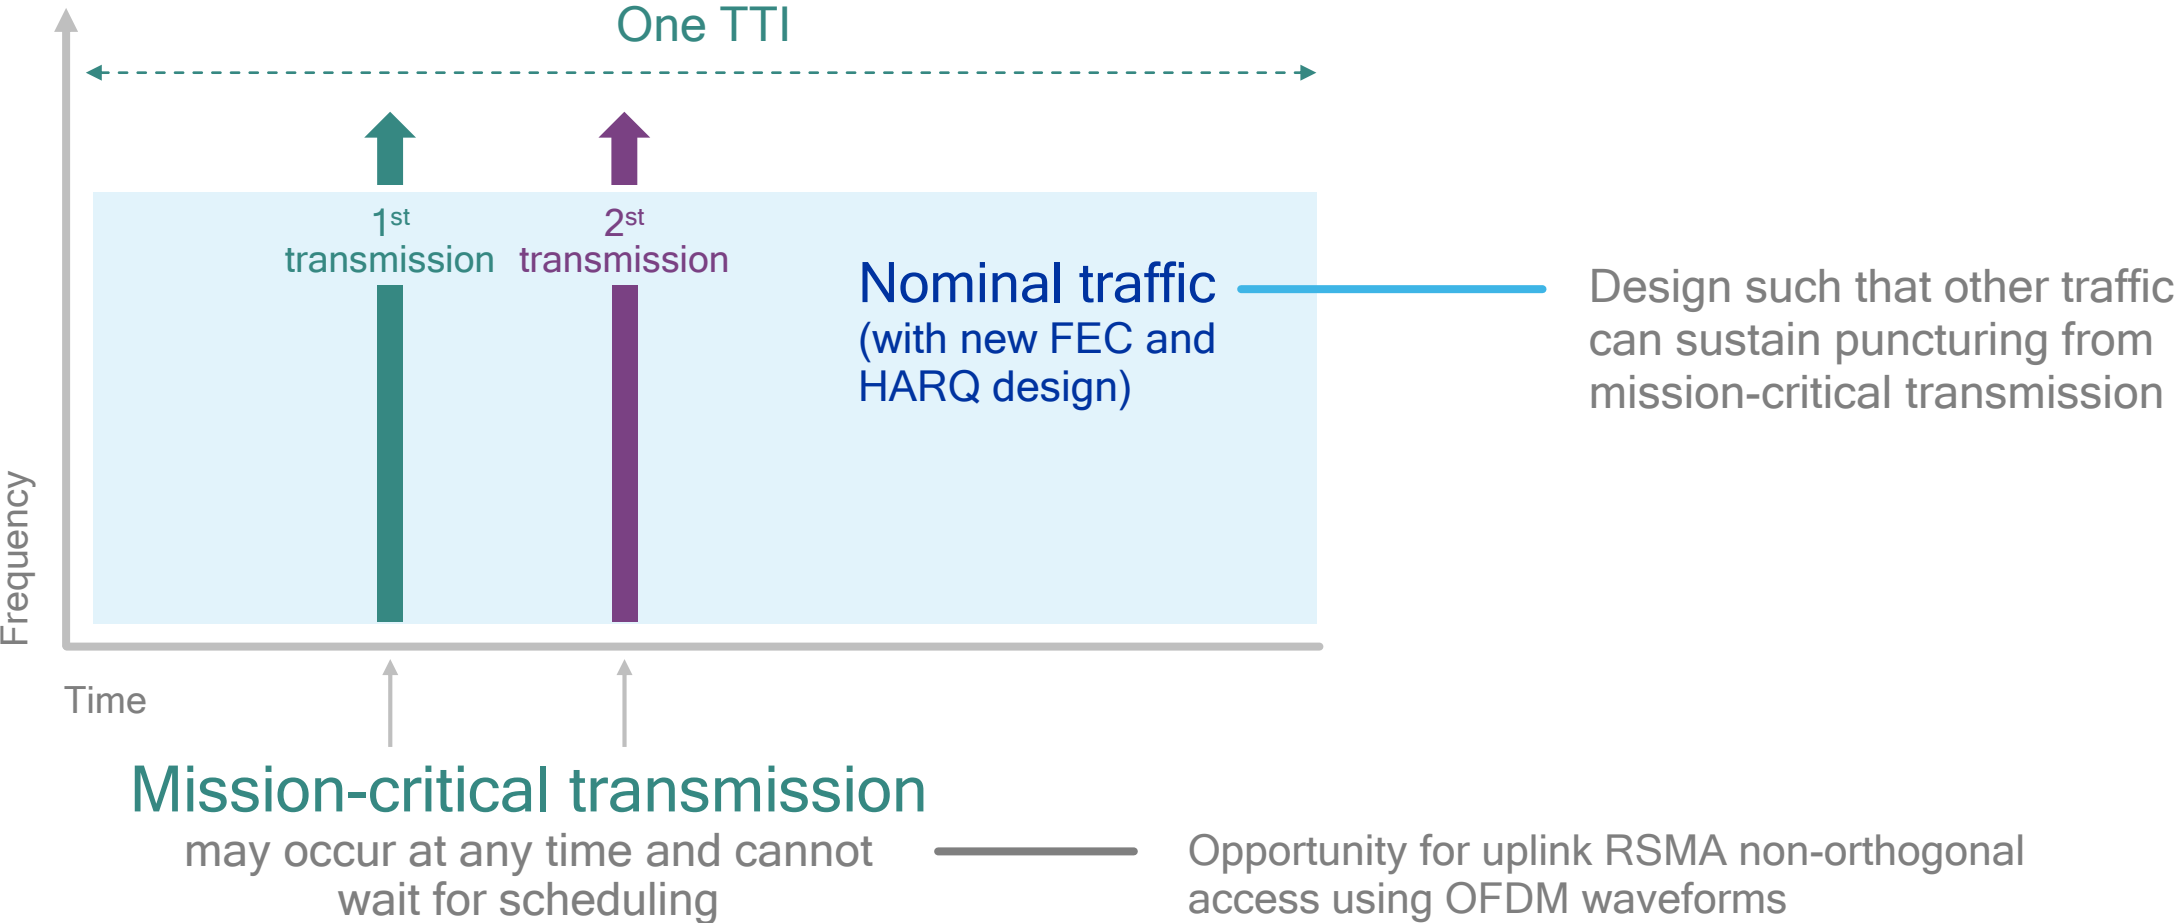 One TTI
1st
transmission
2st
transmission
Nominal traffic
(with new FEC and
HARQ design)
Design such that other traffic
can sustain puncturing from
mission-critical transmission
Frequency
Time
Mission-critical transmission
may occur at any time and cannot
wait for scheduling
Opportunity for uplink RSMA non-orthogonal
access using OFDM waveforms